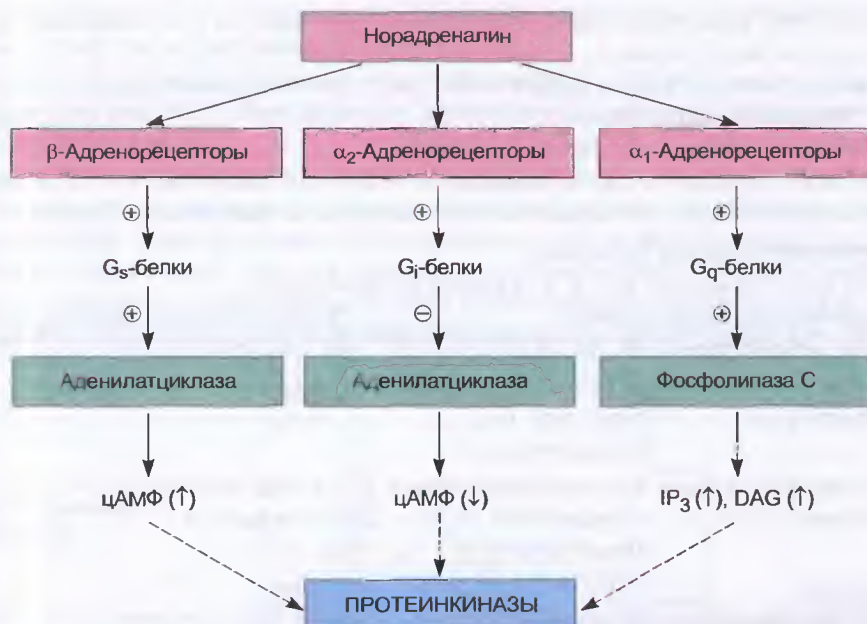 Норадреналин
β-Адренорецепторы
α₂-Адренорецепторы
α₁-Адренорецепторы
⊕
⊕
⊕
Gₛ-белки
Gᵢ-белки
G_q-белки
⊕
⊖
⊕
Аденилатциклаза
Аденилатциклаза
Фосфолипаза С
цАМФ (↑)
цАМФ (↓)
IP₃ (↑), DAG (↑)
ПРОТЕИНКИНАЗЫ